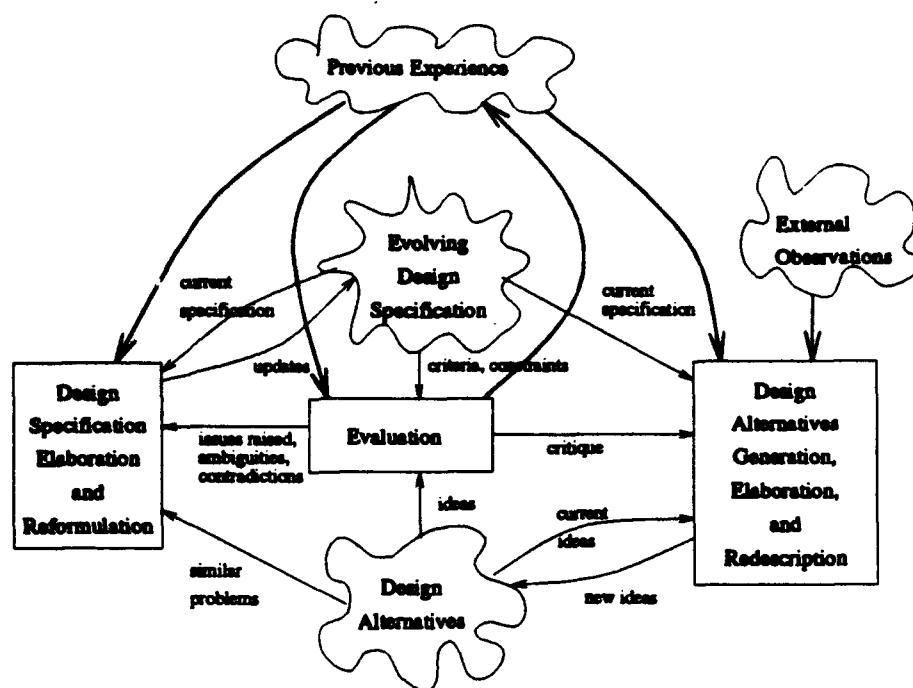 Previous Experience
External
Observations
Evolving
Design
Specification
current
specification
current
specification
updates
criteria, constraints
Design
Specification
Elaboration
and
Reformulation
Evaluation
issues raised,
ambiguities,
contradictions
critique
Design
Alternatives
Generation,
Elaboration,
and
Redescription
ideas
current
ideas
similar
problems
new ideas
Design
Alternatives